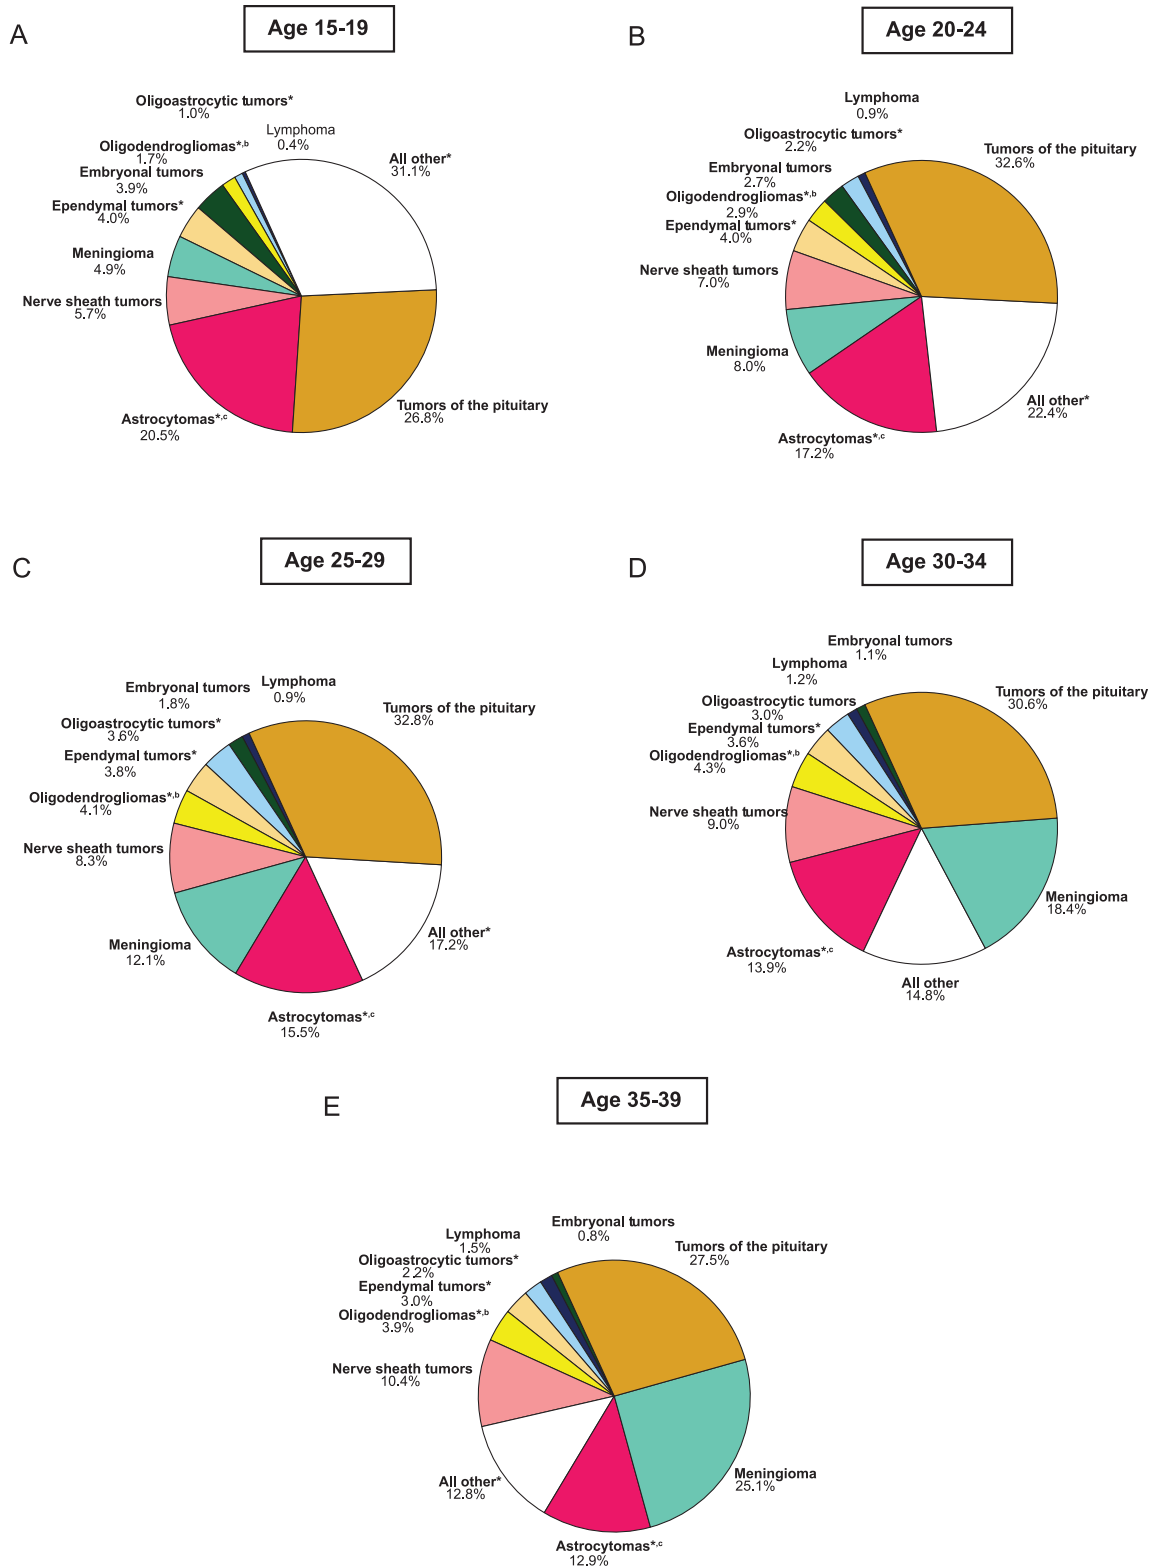 A
Age 15-19
Oligoastrocytic tumors*
1.0%
Lymphoma
0.4%
Oligodendrogliomas*,b
1.7%
All other*
31.1%
Embryonal tumors
3.9%
Ependymal tumors*
4.0%
Meningioma
4.9%
Nerve sheath tumors
5.7%
Tumors of the pituitary
26.8%
Astrocytomas*,c
20.5%
B
Age 20-24
Lymphoma
0.9%
Oligoastrocytic tumors*
2.2%
Tumors of the pituitary
32.6%
Embryonal tumors
2.7%
Oligodendrogliomas*,b
2.9%
Ependymal tumors*
4.0%
Nerve sheath tumors
7.0%
Meningioma
8.0%
All other*
22.4%
Astrocytomas*,c
17.2%
C
Age 25-29
Lymphoma
0.9%
Embryonal tumors
1.8%
Tumors of the pituitary
32.8%
Oligoastrocytic tumors*
3.6%
Ependymal tumors*
3.8%
Oligodendrogliomas*,b
4.1%
Nerve sheath tumors
8.3%
All other*
17.2%
Meningioma
12.1%
Astrocytomas*,c
15.5%
D
Age 30-34
Embryonal tumors
1.1%
Lymphoma
1.2%
Tumors of the pituitary
30.6%
Oligoastrocytic tumors
3.0%
Ependymal tumors*
3.6%
Oligodendrogliomas*,b
4.3%
Nerve sheath tumors
9.0%
Meningioma
18.4%
Astrocytomas*,c
13.9%
All other
14.8%
E
Age 35-39
Embryonal tumors
0.8%
Lymphoma
1.5%
Tumors of the pituitary
27.5%
Oligoastrocytic tumors*
2.2%
Ependymal tumors*
3.0%
Oligodendrogliomas*,b
3.9%
Nerve sheath tumors
10.4%
Meningioma
25.1%
All other*
12.8%
Astrocytomas*,c
12.9%